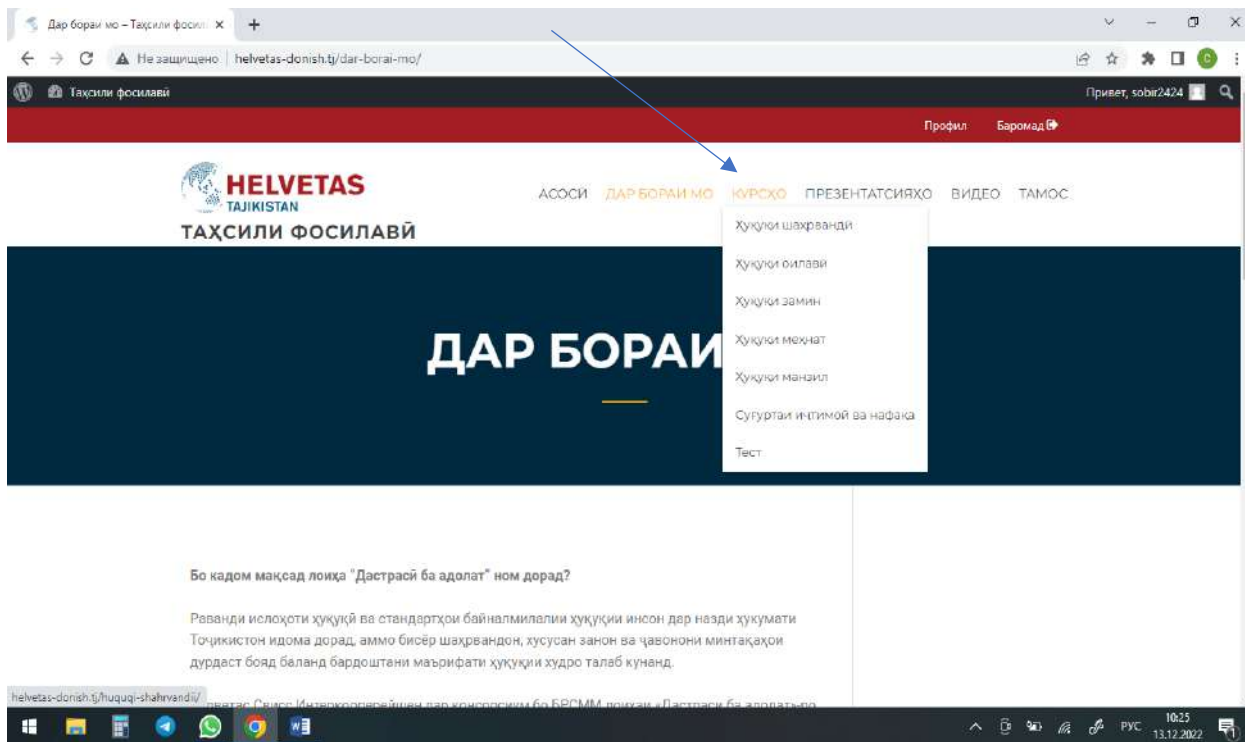 Дар бораи мо – Таҳсили фосил
Не защищено helvetas-donish.tj/dar-borai-mo/
Таҳсили фосилавӣ Привет, sobir2424
Профил Баромад
HELVETAS
TAJIKISTAN
ТАҲСИЛИ ФОСИЛАВӢ
АСОСӢ ДАР БОРАИ МО КУРСҲО ПРЕЗЕНТАТСИЯҲО ВИДЕО ТАМОС
Ҳуқуқи шаҳрвандӣ
Ҳуқуқи оилавӣ
Ҳуқуқи замин
Ҳуқуқи меҳнат
Ҳуқуқи манзил
Суғуртаи иҷтимоӣ ва нафақа
Тест
ДАР БОРАИ
Бо кадом мақсад лоиҳа "Дастрасӣ ба адолат" ном дорад?
Раванди ислоҳоти ҳуқуқӣ ва стандартҳои байналмилалии ҳуқуқии инсон дар назди ҳукумати
Тоҷикистон идома дорад, аммо бисёр шаҳрвандон, хусусан занон ва ҷавонони минтақаҳои
дурдаст бояд баланд бардоштани маърифати ҳуқуқии худро талаб кунанд.
helvetas-donish.tj/huquqi-shahrvandii/
РУС
10:25
13.12.2022